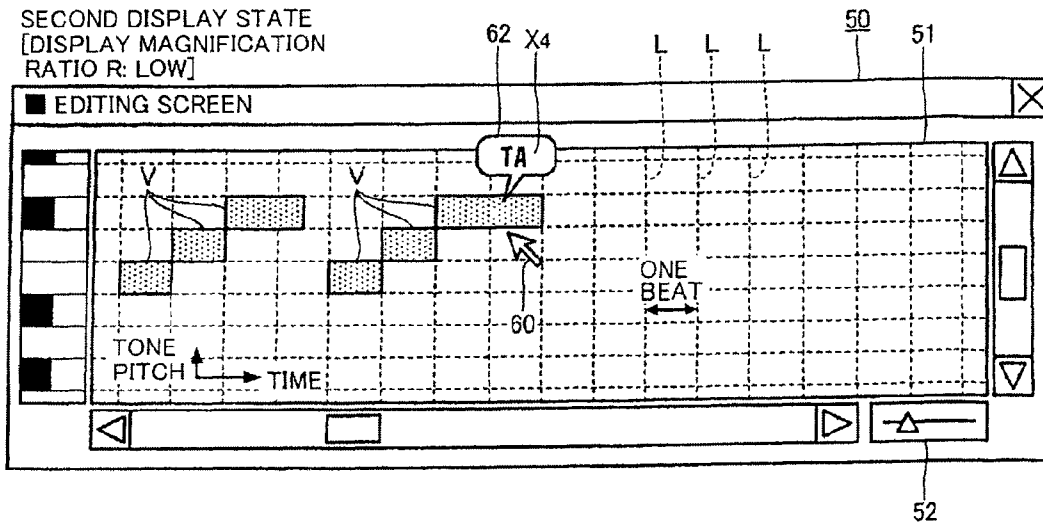 SECOND DISPLAY STATE
[DISPLAY MAGNIFICATION
RATIO R: LOW]
62 X4 L L L 50 51
EDITING SCREEN
TA
V V
ONE
BEAT
60
TONE
PITCH
TIME
52